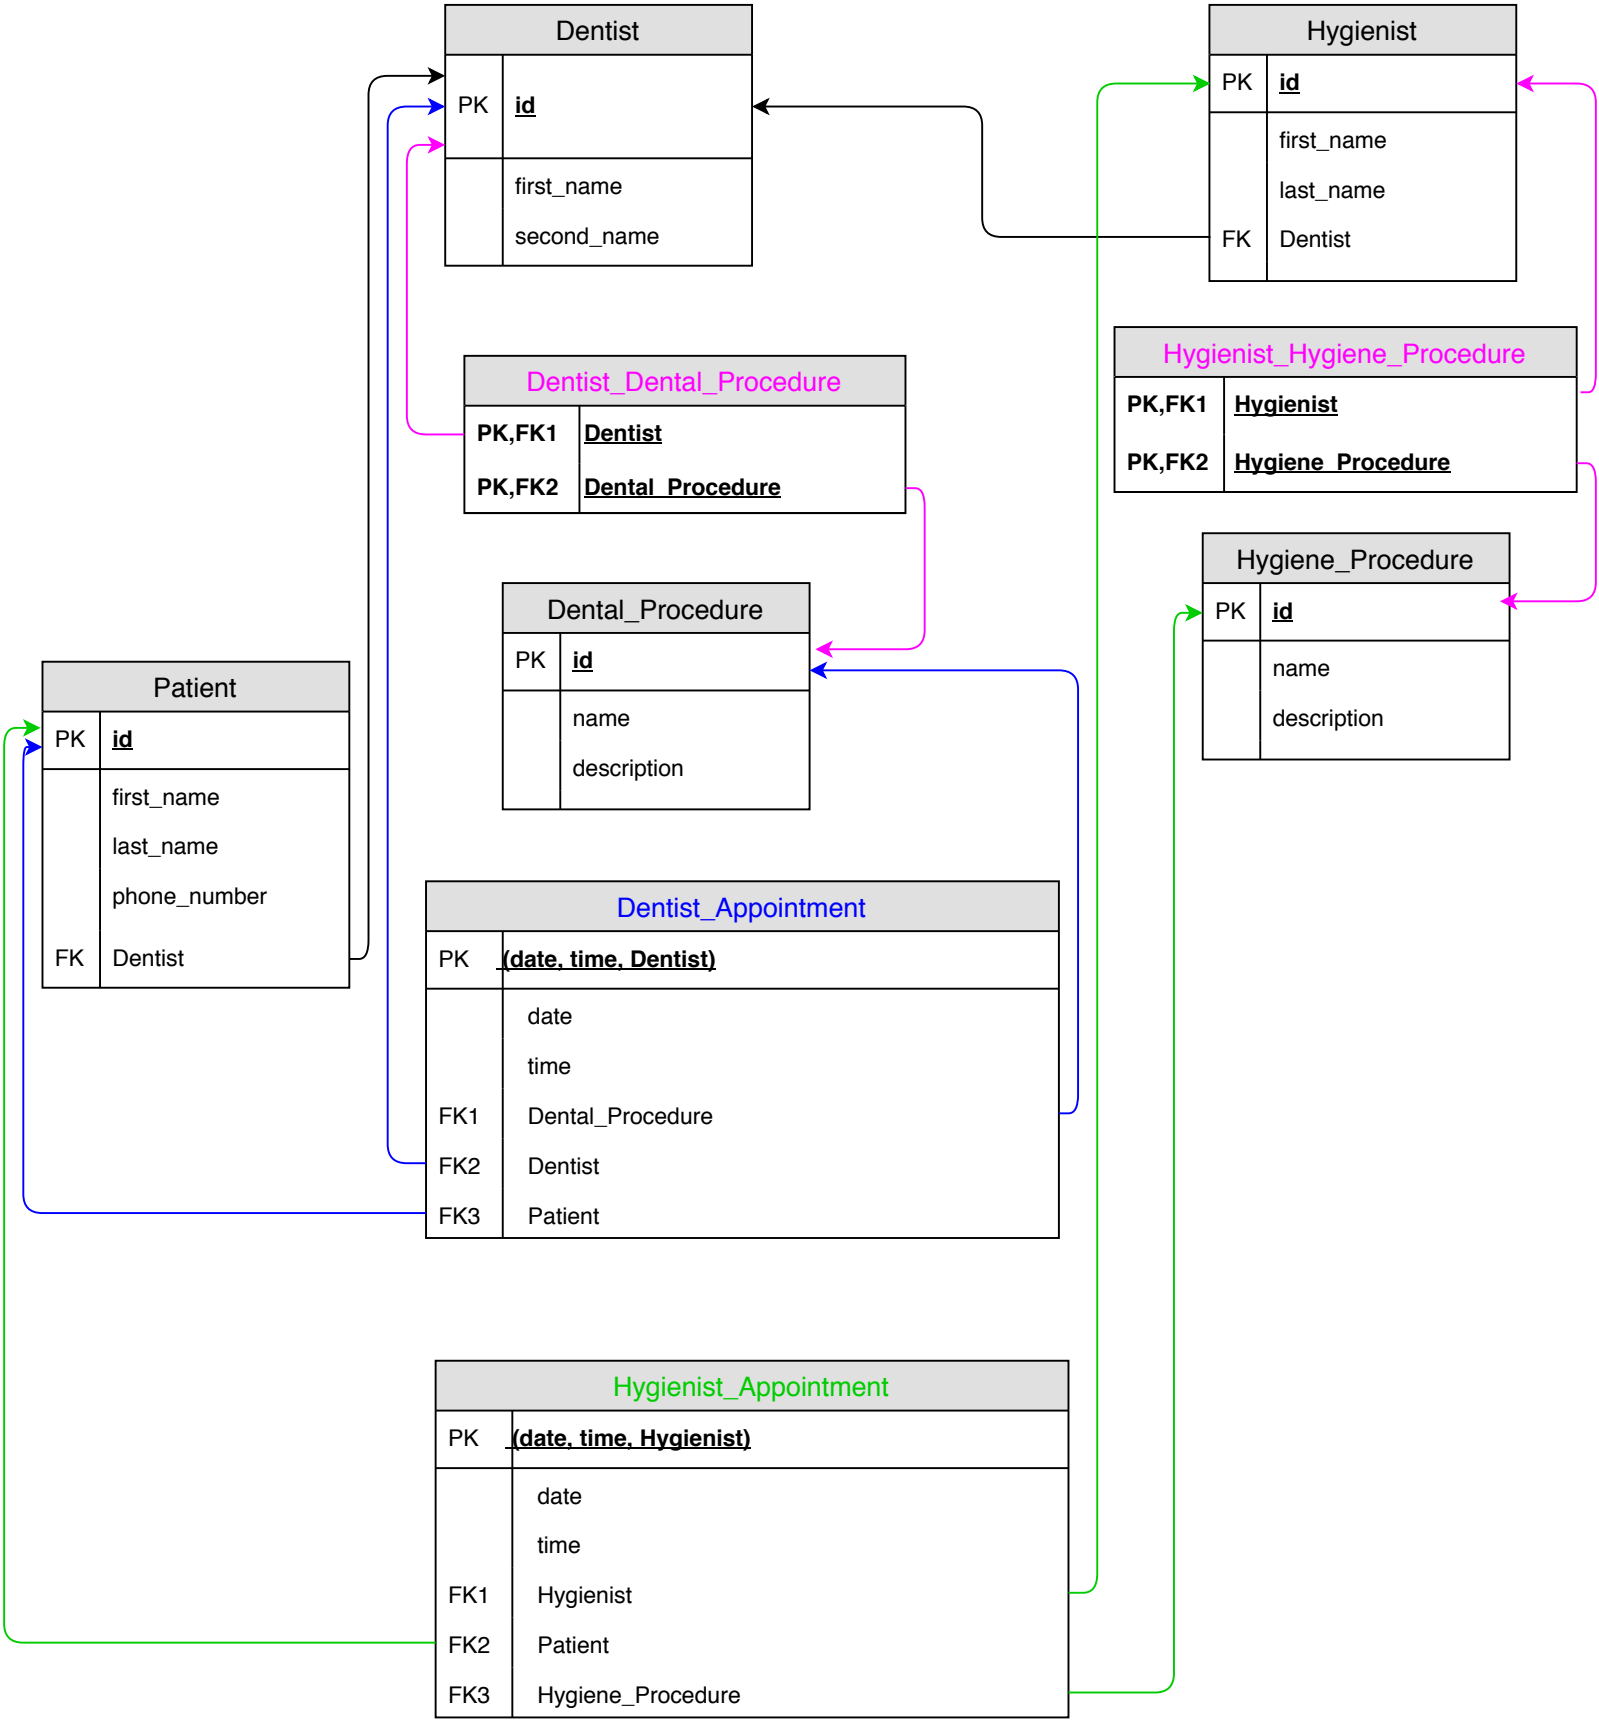 Dentist
PK id
first_name
second_name
Hygienist
PK id
first_name
last_name
FK Dentist
Dentist_Dental_Procedure
PK,FK1 Dentist
PK,FK2 Dental_Procedure
Hygienist_Hygiene_Procedure
PK,FK1 Hygienist
PK,FK2 Hygiene_Procedure
Dental_Procedure
PK id
name
description
Hygiene_Procedure
PK id
name
description
Patient
PK id
first_name
last_name
phone_number
FK Dentist
Dentist_Appointment
PK (date, time, Dentist)
date
time
FK1 Dental_Procedure
FK2 Dentist
FK3 Patient
Hygienist_Appointment
PK (date, time, Hygienist)
date
time
FK1 Hygienist
FK2 Patient
FK3 Hygiene_Procedure